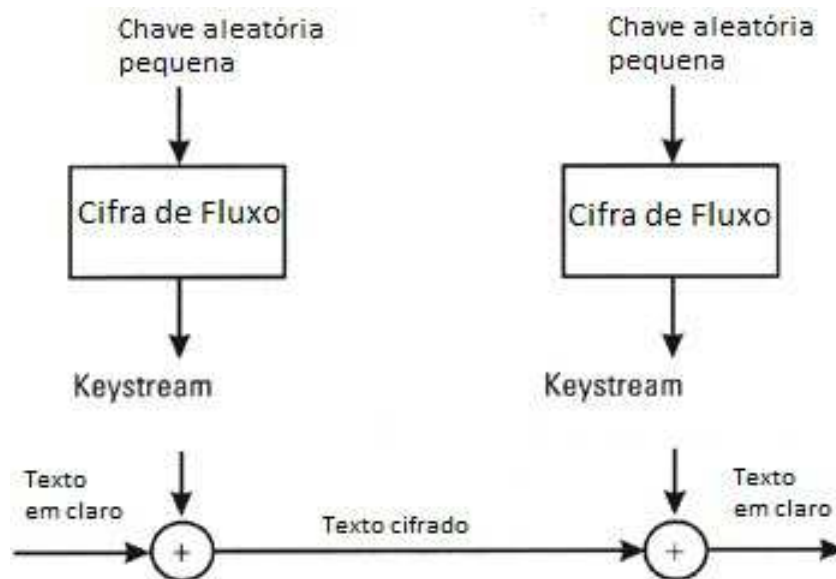 Chave aleatória
pequena
Chave aleatória
pequena
Cifra de Fluxo
Cifra de Fluxo
Keystream
Keystream
Texto
em claro
Texto cifrado
Texto
em claro
+
+